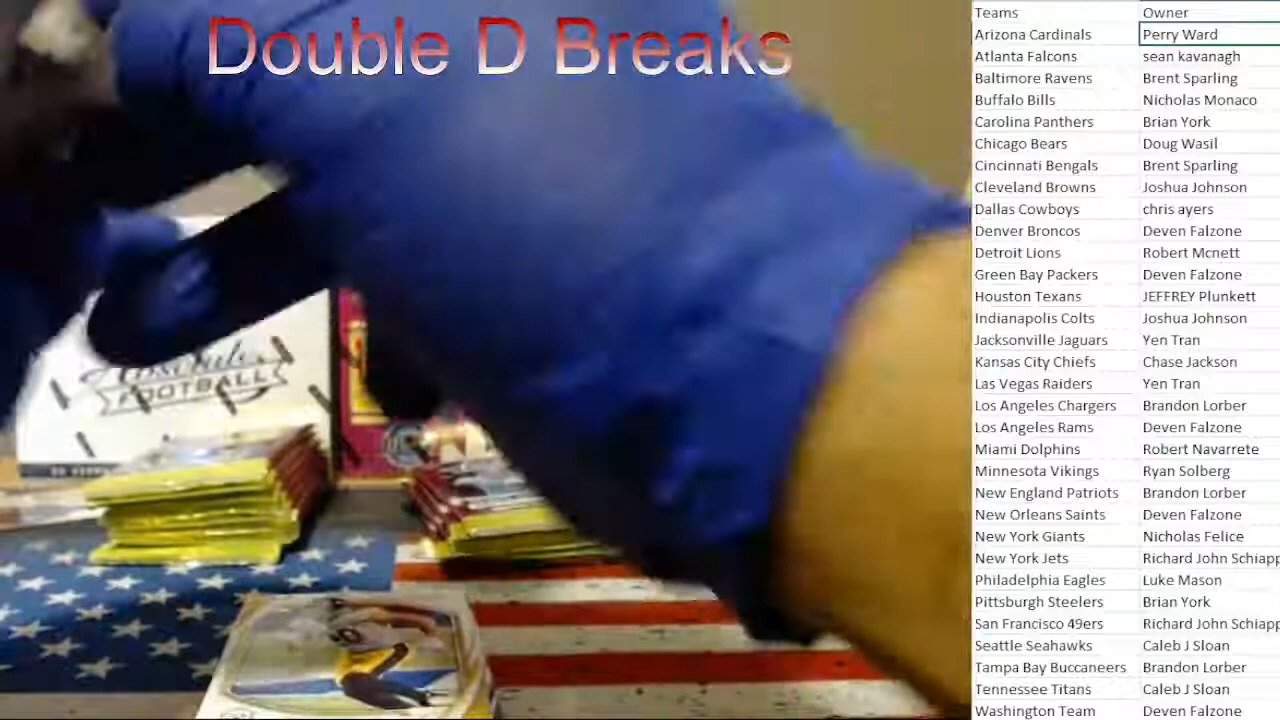 Double D Breaks
Absolute
FOOTBALL
Teams Owner
Arizona Cardinals Perry Ward
Atlanta Falcons sean kavanagh
Baltimore Ravens Brent Sparling
Buffalo Bills Nicholas Monaco
Carolina Panthers Brian York
Chicago Bears Doug Wasil
Cincinnati Bengals Brent Sparling
Cleveland Browns Joshua Johnson
Dallas Cowboys chris ayers
Denver Broncos Deven Falzone
Detroit Lions Robert Mcnett
Green Bay Packers Deven Falzone
Houston Texans JEFFREY Plunkett
Indianapolis Colts Joshua Johnson
Jacksonville Jaguars Yen Tran
Kansas City Chiefs Chase Jackson
Las Vegas Raiders Yen Tran
Los Angeles Chargers Brandon Lorber
Los Angeles Rams Deven Falzone
Miami Dolphins Robert Navarrete
Minnesota Vikings Ryan Solberg
New England Patriots Brandon Lorber
New Orleans Saints Deven Falzone
New York Giants Nicholas Felice
New York Jets Richard John Schiapp
Philadelphia Eagles Luke Mason
Pittsburgh Steelers Brian York
San Francisco 49ers Richard John Schiapp
Seattle Seahawks Caleb J Sloan
Tampa Bay Buccaneers Brandon Lorber
Tennessee Titans Caleb J Sloan
Washington Team Deven Falzone